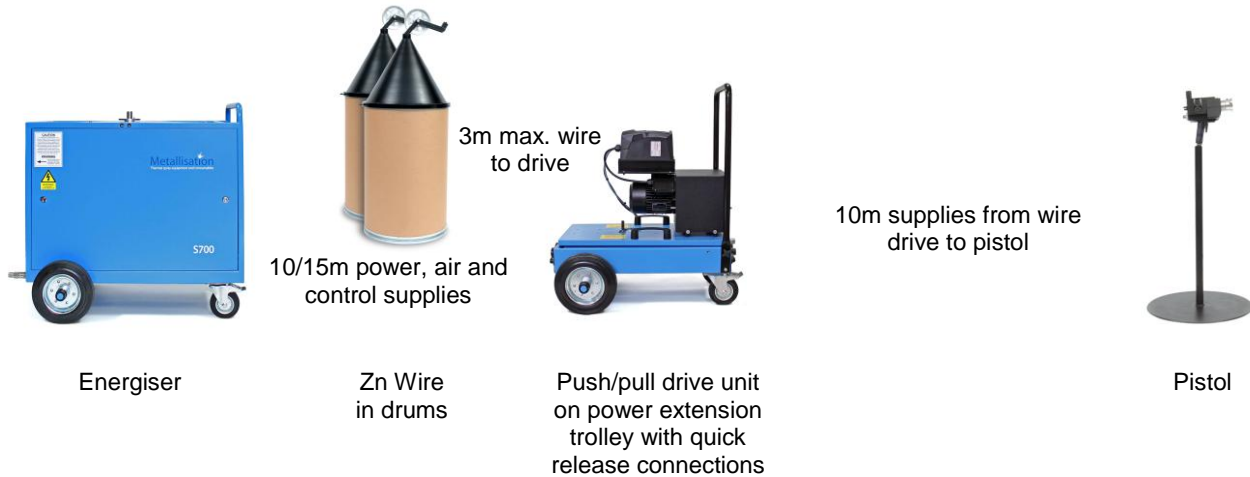 Metallisation
S700
3m max. wire
to drive
10/15m power, air and
control supplies
10m supplies from wire
drive to pistol
Energiser
Zn Wire
in drums
Push/pull drive unit
on power extension
trolley with quick
release connections
Pistol